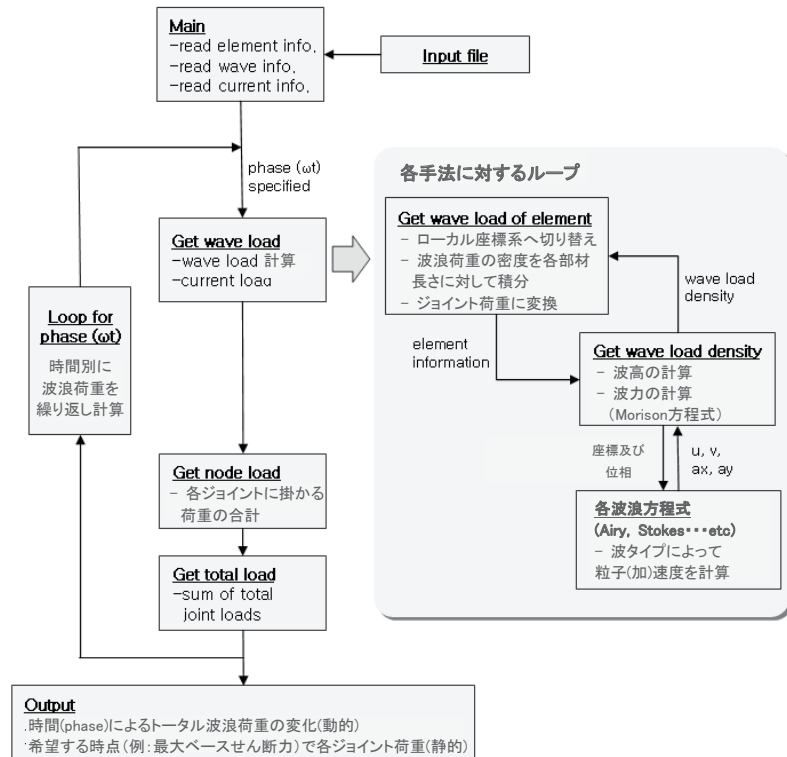 Main
-read element info.
-read wave info.
-read current info.
Input file
phase (ωt)
specified
Get wave load
-wave load 計算
-current load
Loop for
phase (ωt)
時間別に
波浪荷重を
繰り返し計算
Get node load
- 各ジョイントに掛かる
荷重の合計
Get total load
-sum of total
joint loads
Output
.時間(phase)によるトータル波浪荷重の変化(動的)
・希望する時点(例：最大ベースせん断力)で各ジョイント荷重(静的)
各手法に対するループ
Get wave load of element
- ローカル座標系へ切り替え
- 波浪荷重の密度を各部材
長さに対して積分
- ジョイント荷重に変換
wave load
density
element
information
Get wave load density
- 波高の計算
- 波力の計算
(Morison方程式)
座標及び
位相
u, v,
ax, ay
各波浪方程式
(Airy, Stokes･･･etc)
- 波タイプによって
粒子(加)速度を計算